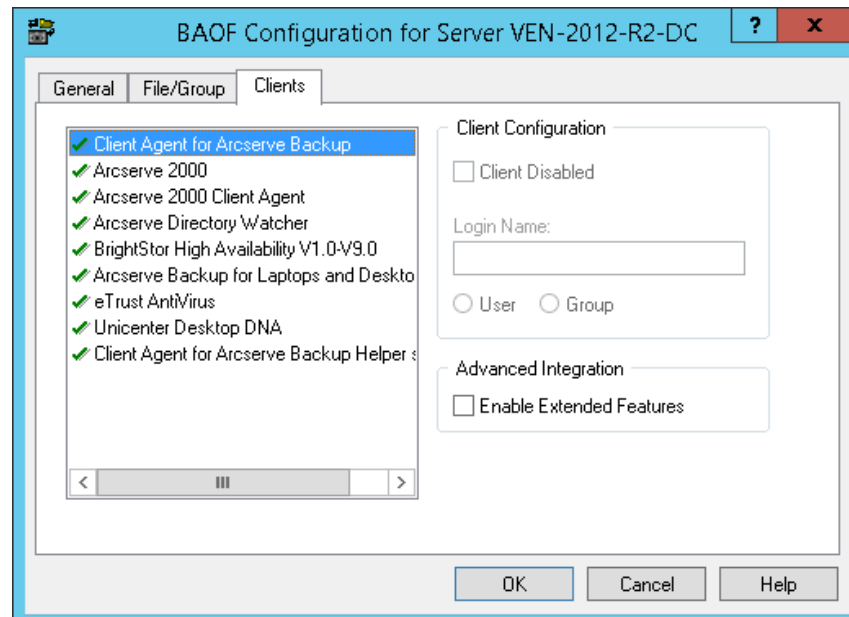 BAOF Configuration for Server VEN-2012-R2-DC
?
x
General
File/Group
Clients
Client Agent for Arcserve Backup
Arcserve 2000
Arcserve 2000 Client Agent
Arcserve Directory Watcher
BrightStor High Availability V1.0-V9.0
Arcserve Backup for Laptops and Deskto
eTrust AntiVirus
Unicenter Desktop DNA
Client Agent for Arcserve Backup Helper s
Client Configuration
Client Disabled
Login Name:
User
Group
Advanced Integration
Enable Extended Features
OK
Cancel
Help